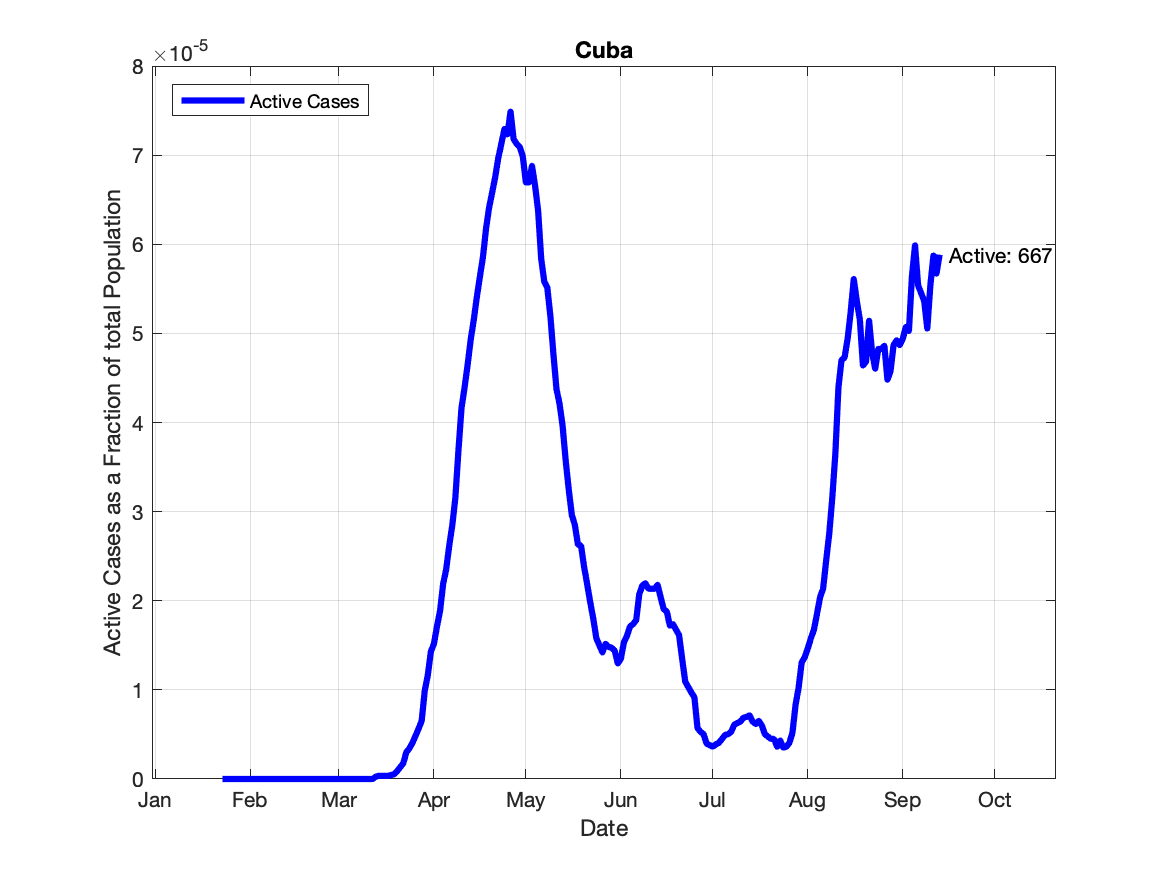 Cuba
×10-5
8
7
6
5
4
3
2
1
0
Active Cases
Active: 667
Active Cases as a Fraction of total Population
Jan Feb Mar Apr May Jun Jul Aug Sep Oct
Date